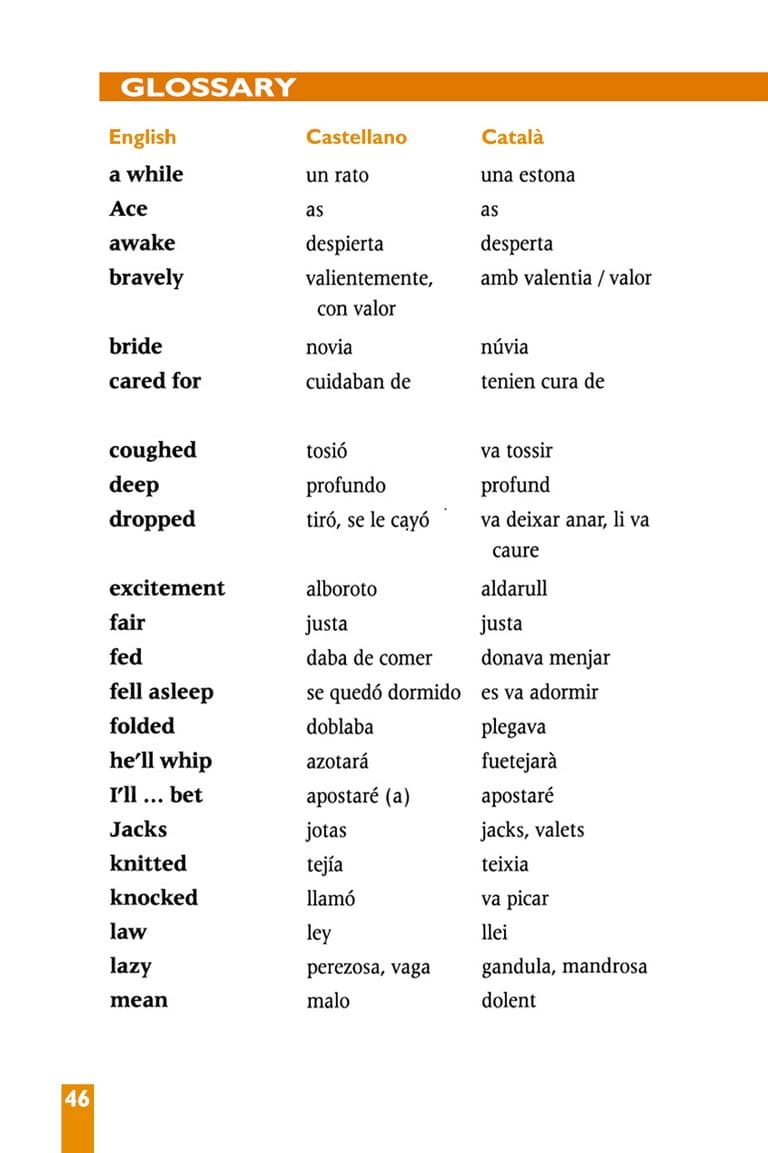 GLOSSARY
English Castellano Català
a while un rato una estona
Ace as as
awake despierta desperta
bravely valientemente, amb valentia / valor
con valor
bride novia núvia
cared for cuidaban de tenien cura de
coughed tosió va tossir
deep profundo profund
dropped tiró, se le cayó va deixar anar, li va
caure
excitement alboroto aldarull
fair justa justa
fed daba de comer donava menjar
fell asleep se quedó dormido es va adormir
folded doblaba plegava
he'll whip azotará fuetejarà
I'll ... bet apostaré (a) apostaré
Jacks jotas jacks, valets
knitted tejía teixia
knocked llamó va picar
law ley llei
lazy perezosa, vaga gandula, mandrosa
mean malo dolent
46